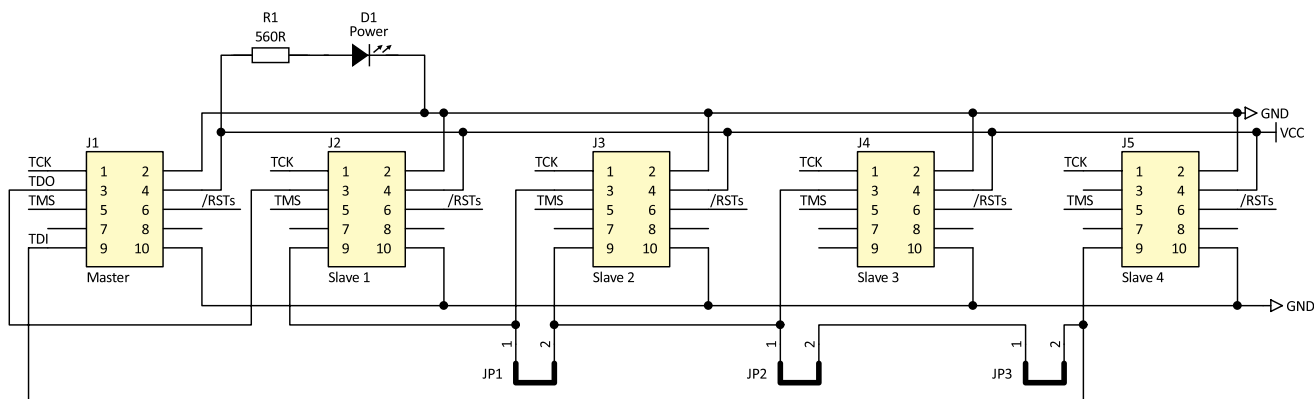 R1
560R
D1
Power
GND
VCC
J1
TCK
TDO
TMS
TDI
1 2
3 4
5 6
7 8
9 10
/RSTs
Master
J2
TCK
TMS
1 2
3 4
5 6
7 8
9 10
/RSTs
Slave 1
J3
TCK
TMS
1 2
3 4
5 6
7 8
9 10
/RSTs
Slave 2
J4
TCK
TMS
1 2
3 4
5 6
7 8
9 10
/RSTs
Slave 3
J5
TCK
TMS
1 2
3 4
5 6
7 8
9 10
/RSTs
Slave 4
GND
1 2
JP1
1 2
JP2
1 2
JP3